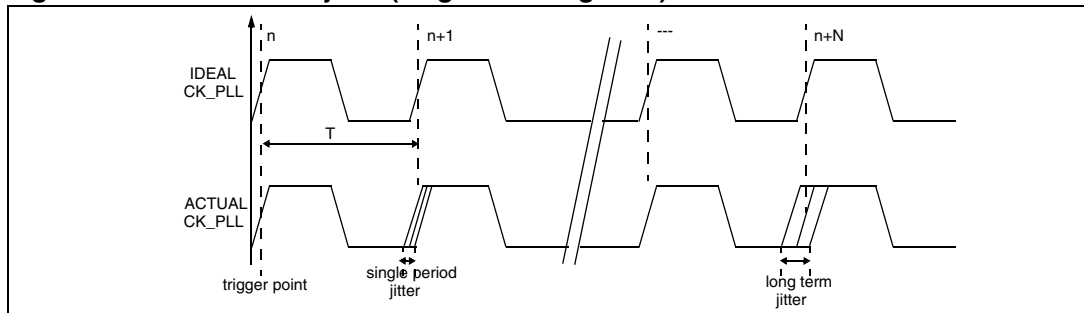 n
n+1
---
n+N
IDEAL
CK_PLL
T
ACTUAL
CK_PLL
trigger point
single period
jitter
long term
jitter